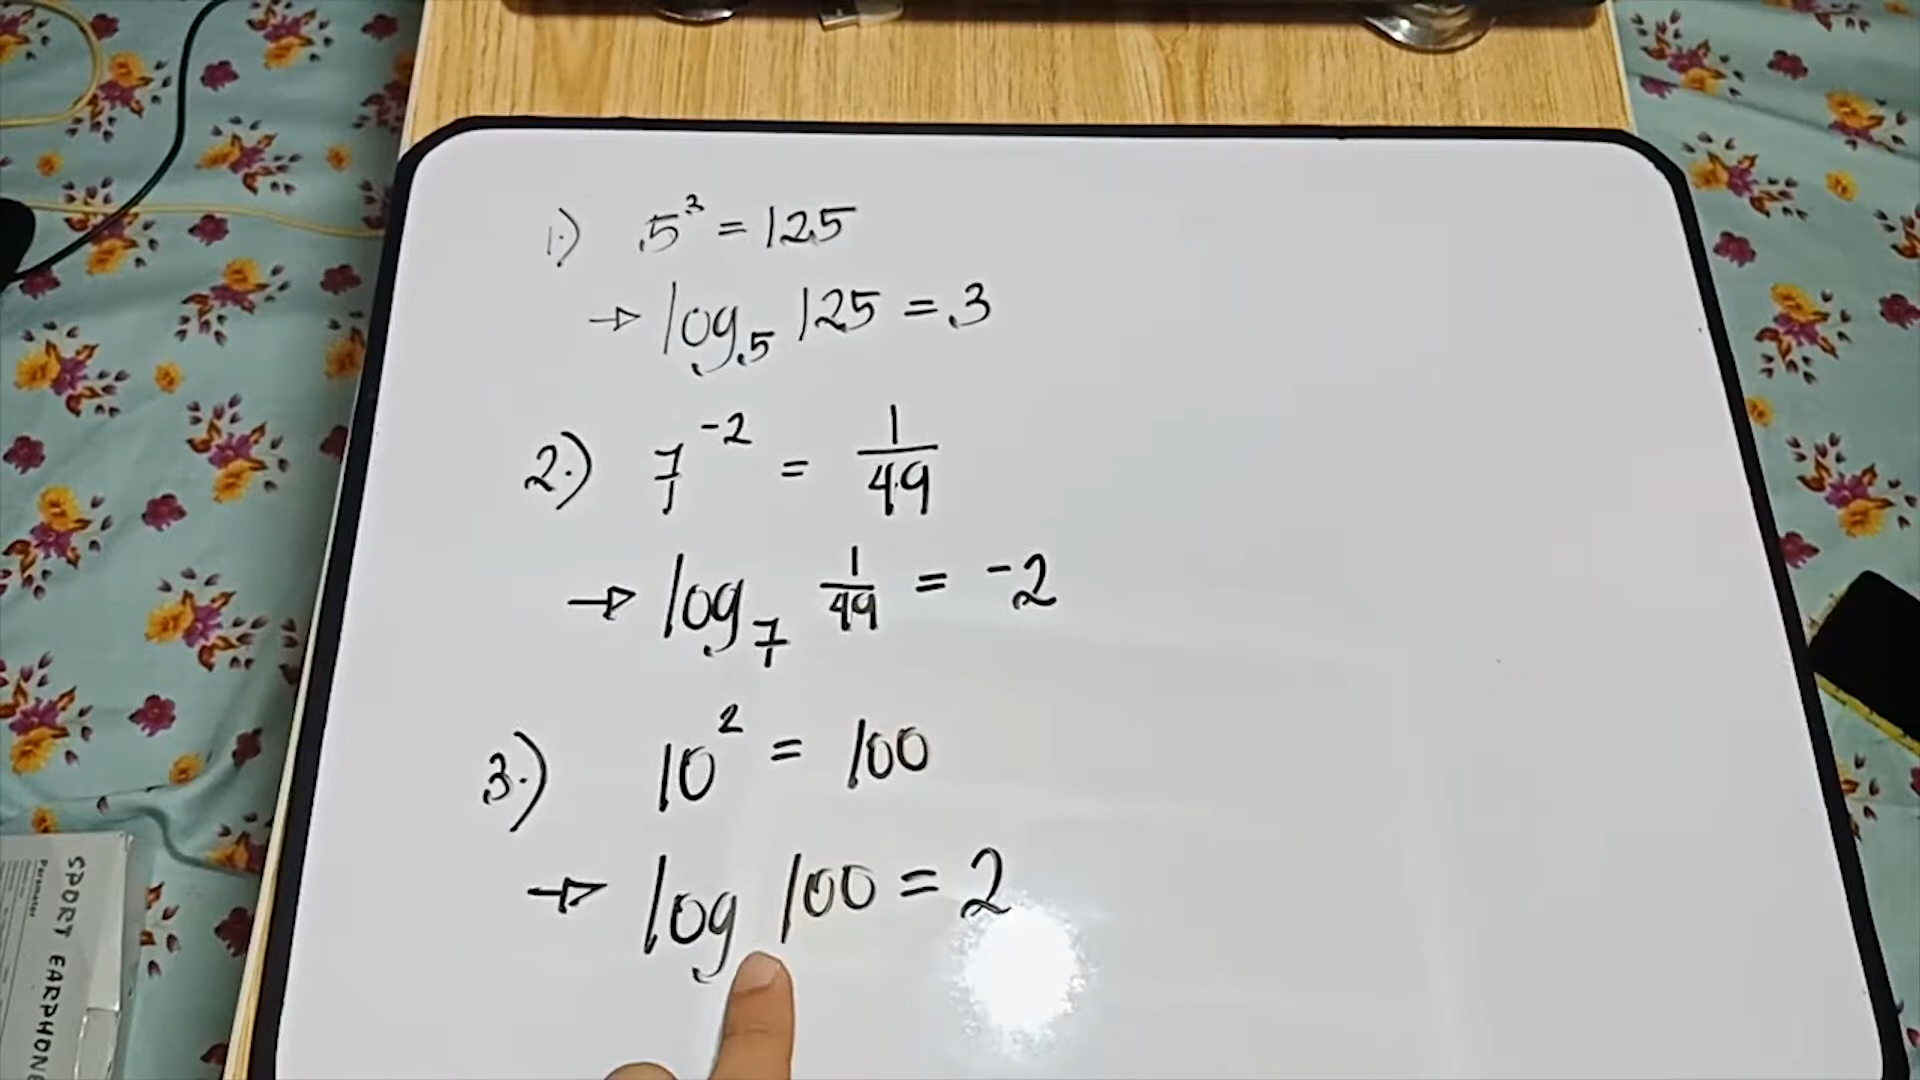 1.) 5³ = 125
→ log₅ 125 = 3
2.) 7⁻² = 1/49
→ log₇ 1/49 = -2
3.) 10² = 100
→ log 100 = 2
SPORT EARPHONE
Parameter